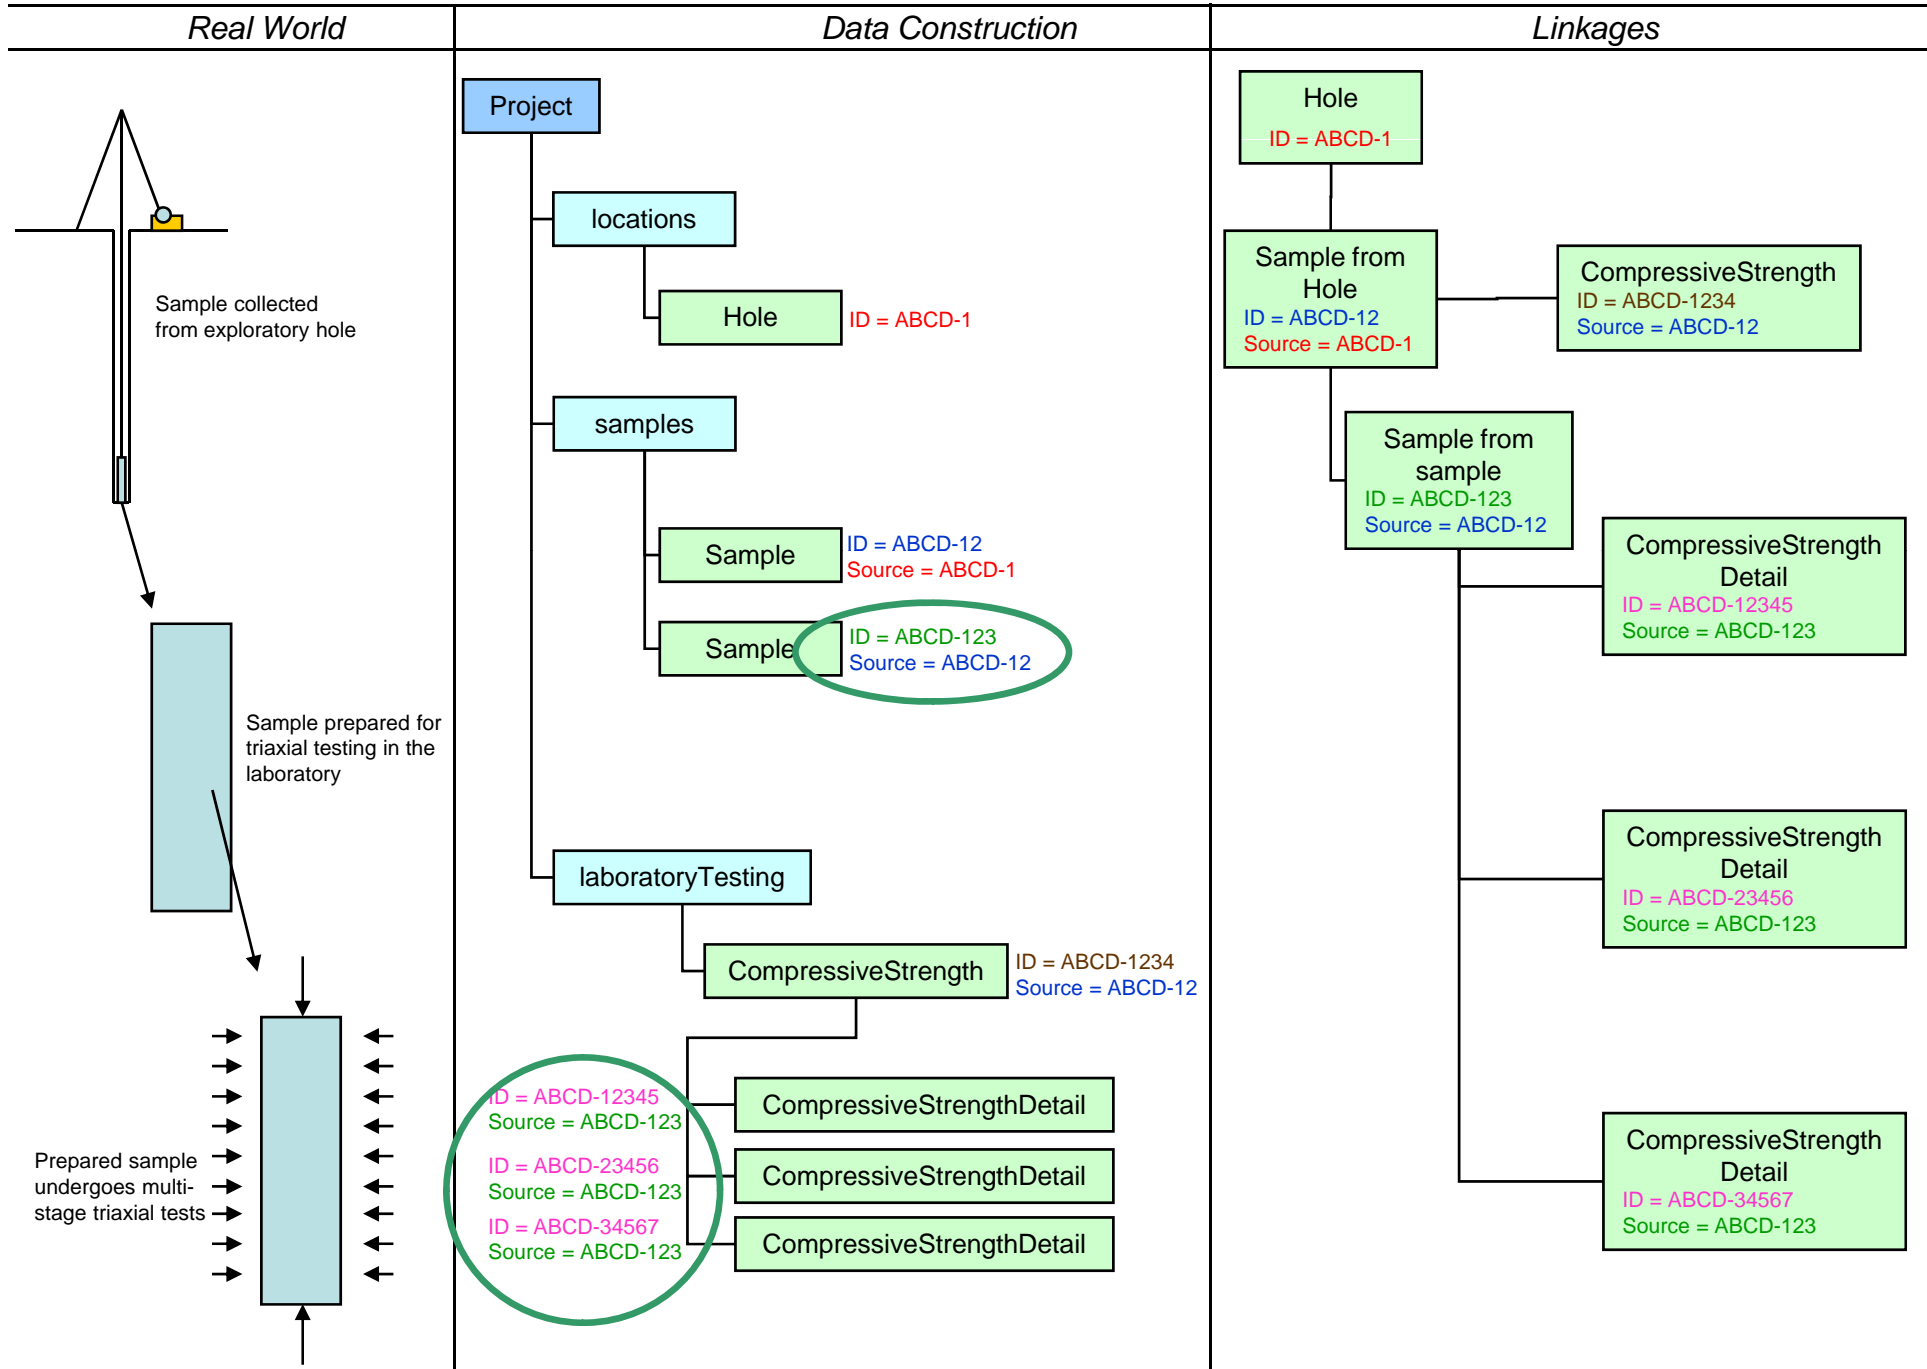 Real World
Data Construction
Linkages
Sample collected
from exploratory hole
Sample prepared for
triaxial testing in the
laboratory
Prepared sample
undergoes multi-
stage triaxial tests
Project
locations
Hole
ID = ABCD-1
samples
Sample
ID = ABCD-12
Source = ABCD-1
Sample
ID = ABCD-123
Source = ABCD-12
laboratoryTesting
CompressiveStrength
ID = ABCD-1234
Source = ABCD-12
ID = ABCD-12345
Source = ABCD-123
CompressiveStrengthDetail
ID = ABCD-23456
Source = ABCD-123
CompressiveStrengthDetail
ID = ABCD-34567
Source = ABCD-123
CompressiveStrengthDetail
Hole
ID = ABCD-1
Sample from
Hole
ID = ABCD-12
Source = ABCD-1
CompressiveStrength
ID = ABCD-1234
Source = ABCD-12
Sample from
sample
ID = ABCD-123
Source = ABCD-12
CompressiveStrength
Detail
ID = ABCD-12345
Source = ABCD-123
CompressiveStrength
Detail
ID = ABCD-23456
Source = ABCD-123
CompressiveStrength
Detail
ID = ABCD-34567
Source = ABCD-123